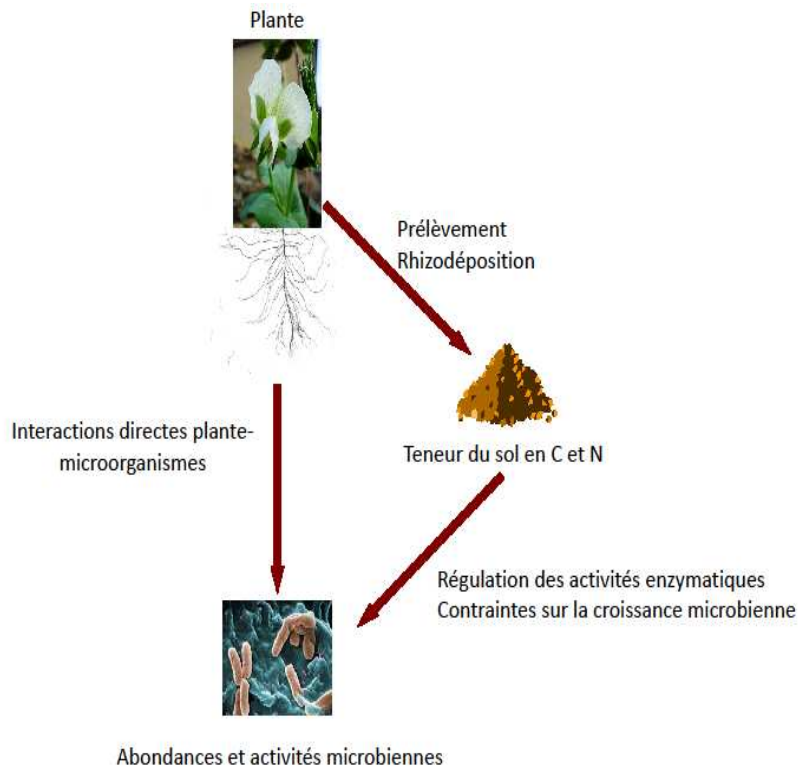 Plante
Prélèvement
Rhizodéposition
Interactions directes plante-
microorganismes
Teneur du sol en C et N
Régulation des activités enzymatiques
Contraintes sur la croissance microbienne
Abondances et activités microbiennes